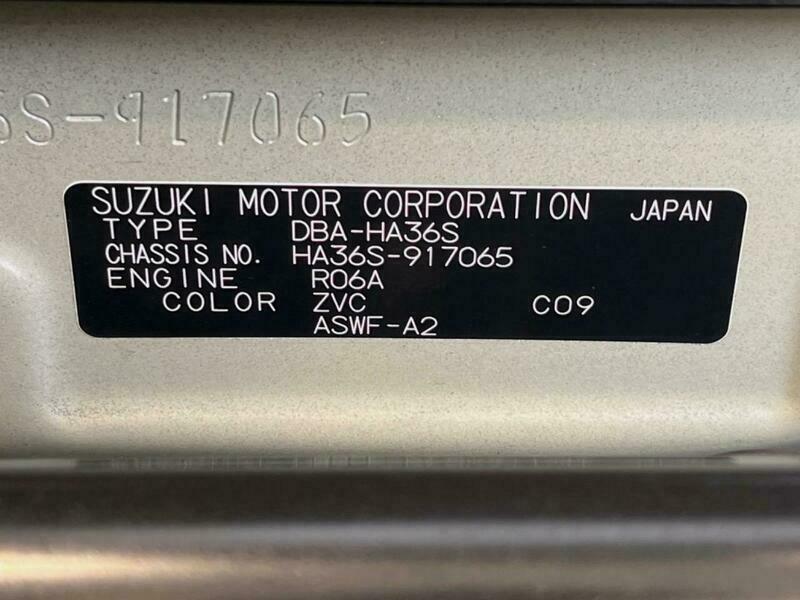 6S-917065
SUZUKI MOTOR CORPORATION JAPAN
TYPE DBA-HA36S
CHASSIS NO. HA36S-917065
ENGINE R06A
COLOR ZVC C09
ASWF-A2